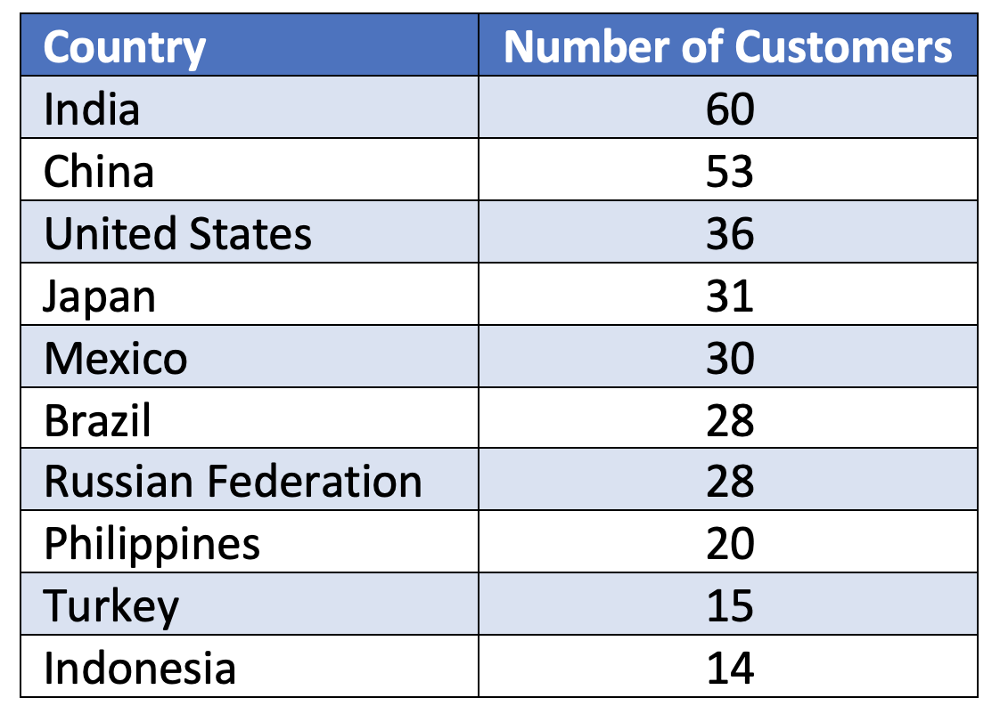 Country Number of Customers
India 60
China 53
United States 36
Japan 31
Mexico 30
Brazil 28
Russian Federation 28
Philippines 20
Turkey 15
Indonesia 14